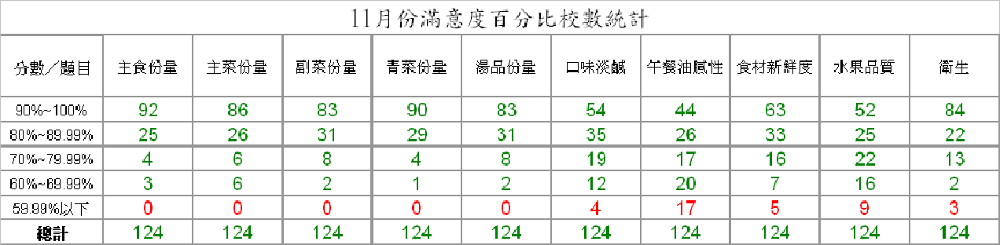 11月份滿意度百分比校數統計
分數／題目 主食份量 主菜份量 副菜份量 青菜份量 湯品份量 口味淡鹹 午餐油膩性 食材新鮮度 水果品質 衛生
90%~100% 92 86 83 90 83 54 44 63 52 84
80%~89.99% 25 26 31 29 31 35 26 33 25 22
70%~79.99% 4 6 8 4 8 19 17 16 22 13
60%~69.99% 3 6 2 1 2 12 20 7 16 2
59.99%以下 0 0 0 0 0 4 17 5 9 3
總計 124 124 124 124 124 124 124 124 124 124